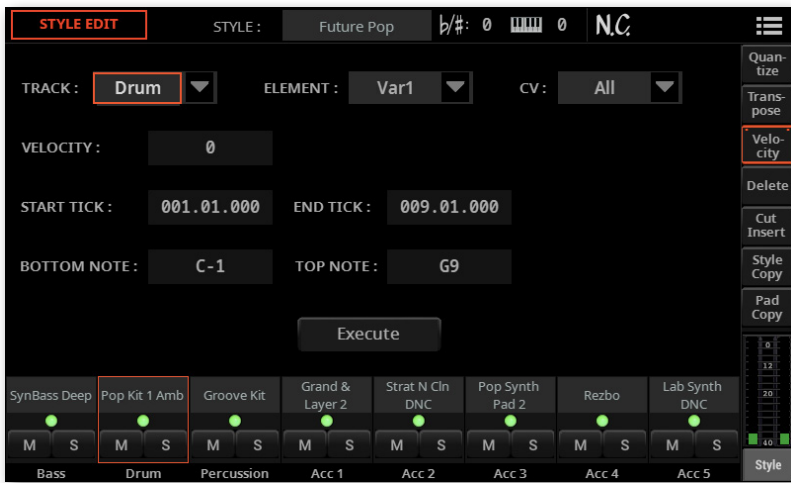 STYLE EDIT STYLE : Future Pop ♭/#: 0 0 N.C.
TRACK : Drum ELEMENT : Var1 CV : All
VELOCITY : 0
START TICK : 001.01.000 END TICK : 009.01.000
BOTTOM NOTE : C-1 TOP NOTE : G9
Execute
Quan-
tize
Trans-
pose
Velo-
city
Delete
Cut
Insert
Style
Copy
Pad
Copy
0
12
20
40
Style
SynBass Deep Pop Kit 1 Amb Groove Kit Grand &
Layer 2 Strat N Cln
DNC Pop Synth
Pad 2 Rezbo Lab Synth
DNC
M S M S M S M S M S M S M S M S
Bass Drum Percussion Acc 1 Acc 2 Acc 3 Acc 4 Acc 5